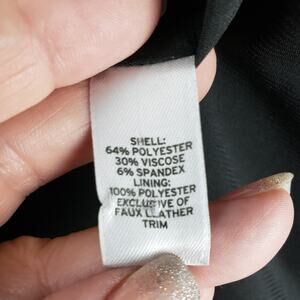 SHELL:
64% POLYESTER
30% VISCOSE
6% SPANDEX
LINING:
100% POLYESTER
EXCLUSIVE OF
FAUX LEATHER
TRIM